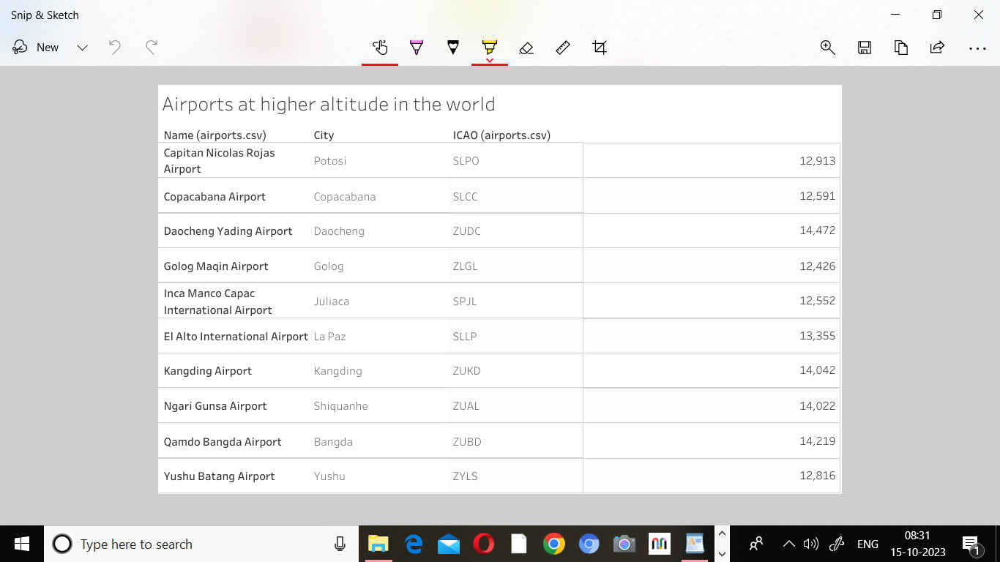 Snip & Sketch
New
Airports at higher altitude in the world
Name (airports.csv) City ICAO (airports.csv)
Capitan Nicolas Rojas
Airport Potosi SLPO 12,913
Copacabana Airport Copacabana SLCC 12,591
Daocheng Yading Airport Daocheng ZUDC 14,472
Golog Maqin Airport Golog ZLGL 12,426
Inca Manco Capac
International Airport Juliaca SPJL 12,552
El Alto International Airport La Paz SLLP 13,355
Kangding Airport Kangding ZUKD 14,042
Ngari Gunsa Airport Shiquanhe ZUAL 14,022
Qamdo Bangda Airport Bangda ZUBD 14,219
Yushu Batang Airport Yushu ZYLS 12,816
Type here to search
ENG
08:31
15-10-2023
1